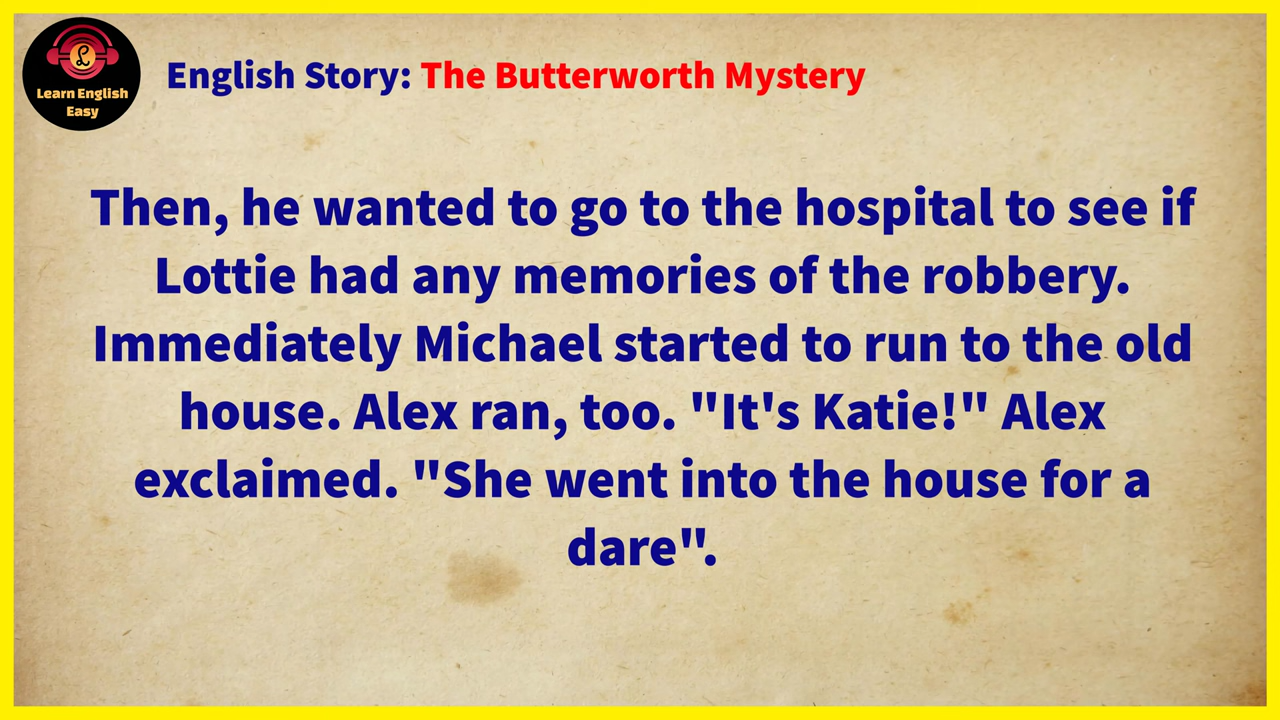 Learn English
Easy
English Story: The Butterworth Mystery
Then, he wanted to go to the hospital to see if
Lottie had any memories of the robbery.
Immediately Michael started to run to the old
house. Alex ran, too. "It's Katie!" Alex
exclaimed. "She went into the house for a
dare".